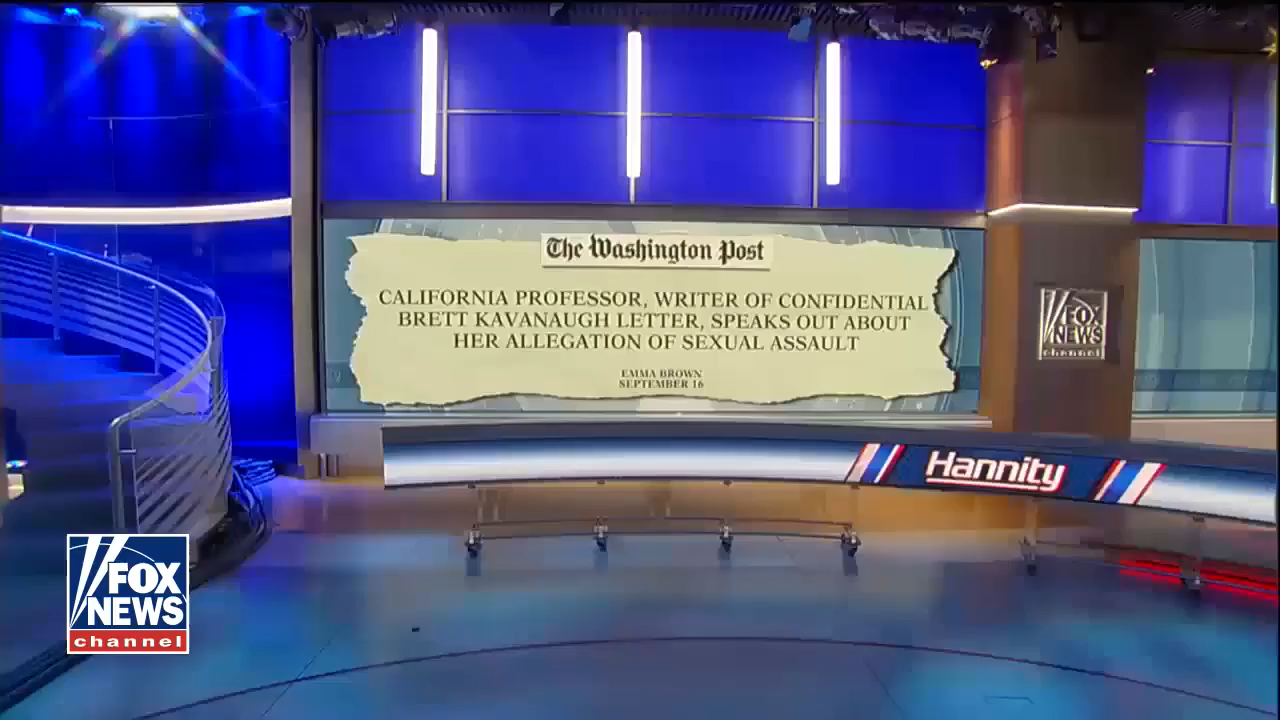 The Washington Post
CALIFORNIA PROFESSOR, WRITER OF CONFIDENTIAL
BRETT KAVANAUGH LETTER, SPEAKS OUT ABOUT
HER ALLEGATION OF SEXUAL ASSAULT
EMMA BROWN
SEPTEMBER 16
FOX
NEWS
channel
Hannity
FOX
NEWS
channel